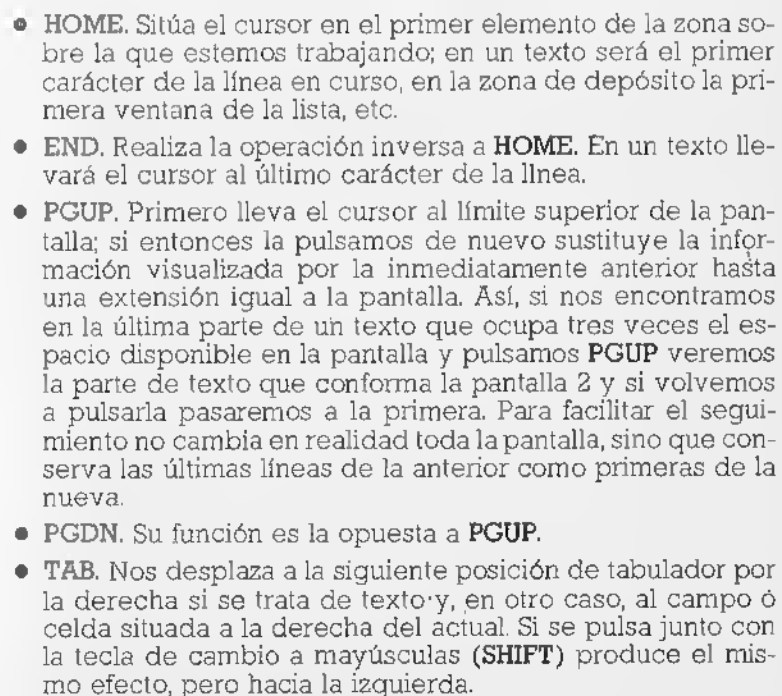 ● HOME. Sitúa el cursor en el primer elemento de la zona so-
bre la que estemos trabajando; en un texto será el primer
carácter de la línea en curso, en la zona de depósito la pri-
mera ventana de la lista, etc.
● END. Realiza la operación inversa a HOME. En un texto lle-
vará el cursor al último carácter de la línea.
● PGUP. Primero lleva el cursor al límite superior de la pan-
talla; si entonces la pulsamos de nuevo sustituye la infor-
mación visualizada por la inmediatamente anterior hasta
una extensión igual a la pantalla. Así, si nos encontramos
en la última parte de un texto que ocupa tres veces el es-
pacio disponible en la pantalla y pulsamos PGUP veremos
la parte de texto que conforma la pantalla 2 y si volvemos
a pulsarla pasaremos a la primera. Para facilitar el segui-
miento no cambia en realidad toda la pantalla, sino que con-
serva las últimas líneas de la anterior como primeras de la
nueva.
● PGDN. Su función es la opuesta a PGUP.
● TAB. Nos desplaza a la siguiente posición de tabulador por
la derecha si se trata de texto y, en otro caso, al campo ó
celda situada a la derecha del actual. Si se pulsa junto con
la tecla de cambio a mayúsculas (SHIFT) produce el mis-
mo efecto, pero hacia la izquierda.